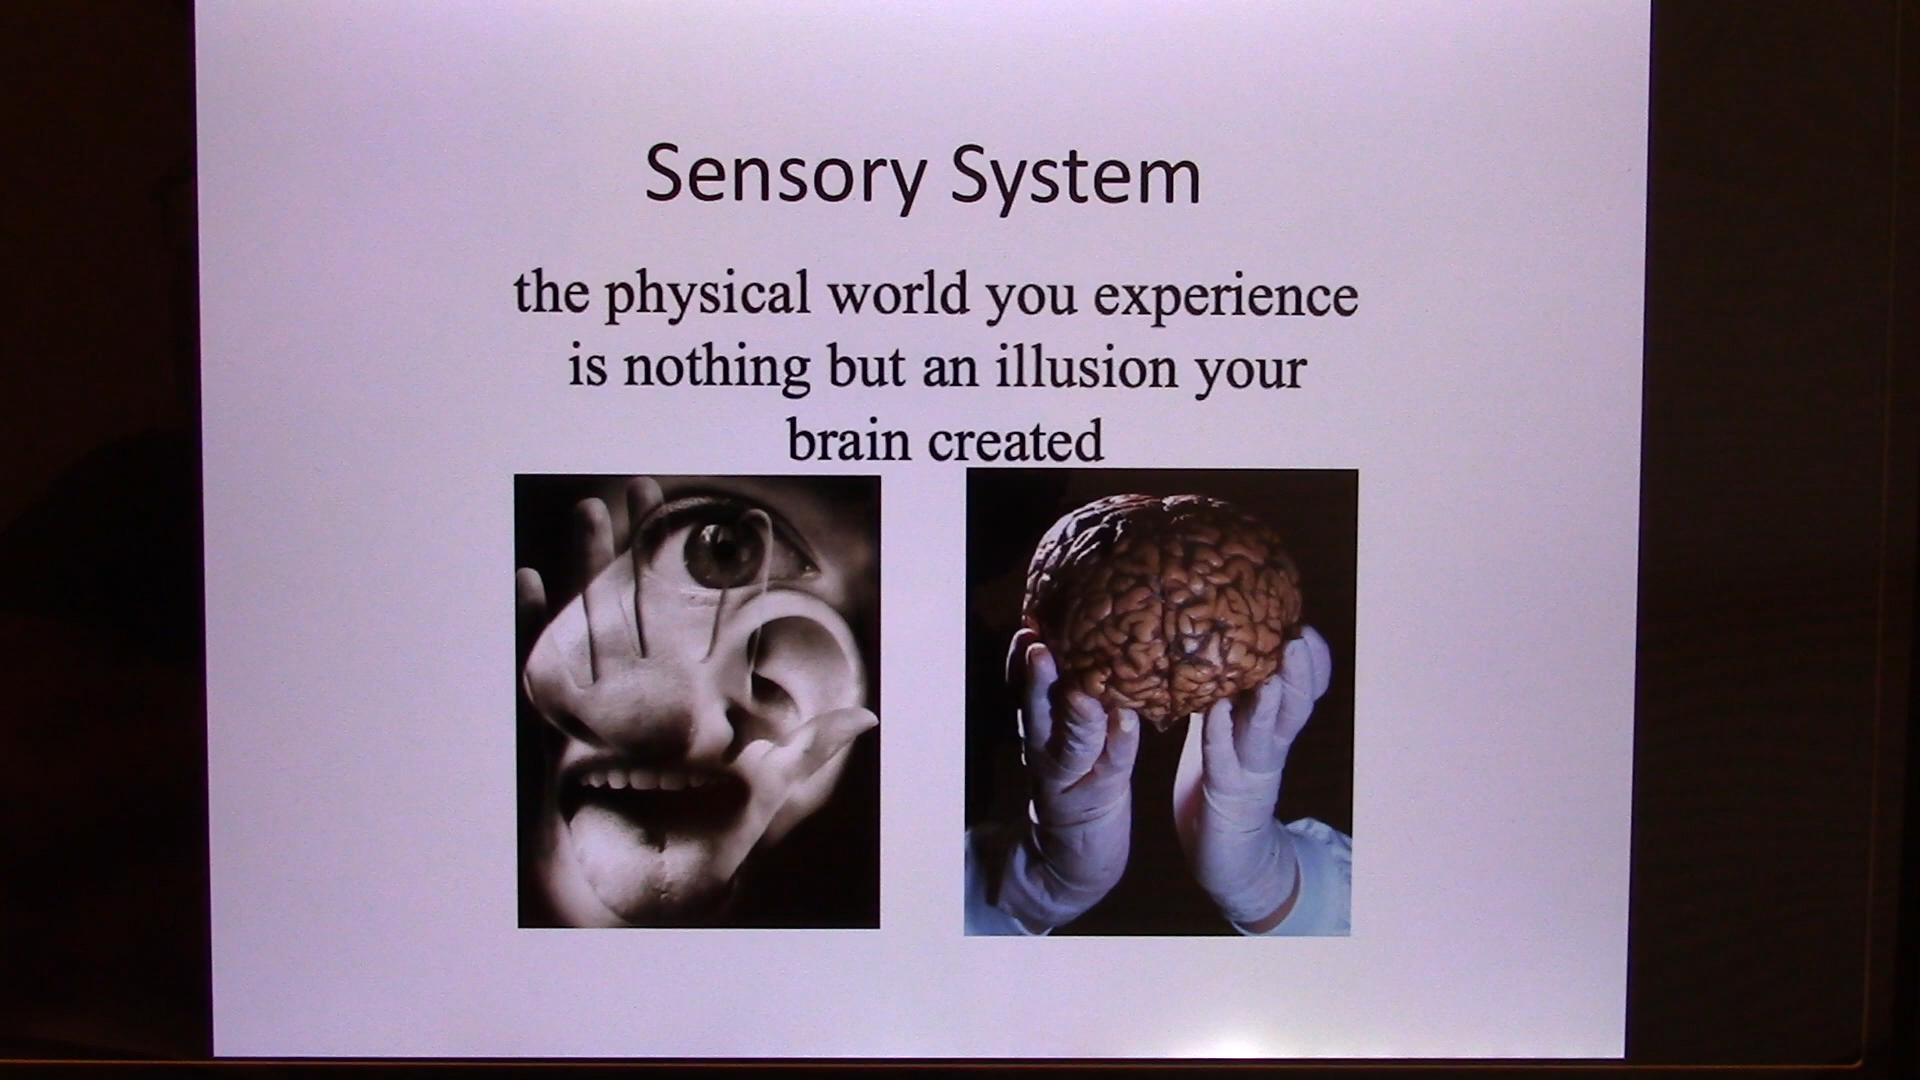 Sensory System
the physical world you experience
is nothing but an illusion your
brain created